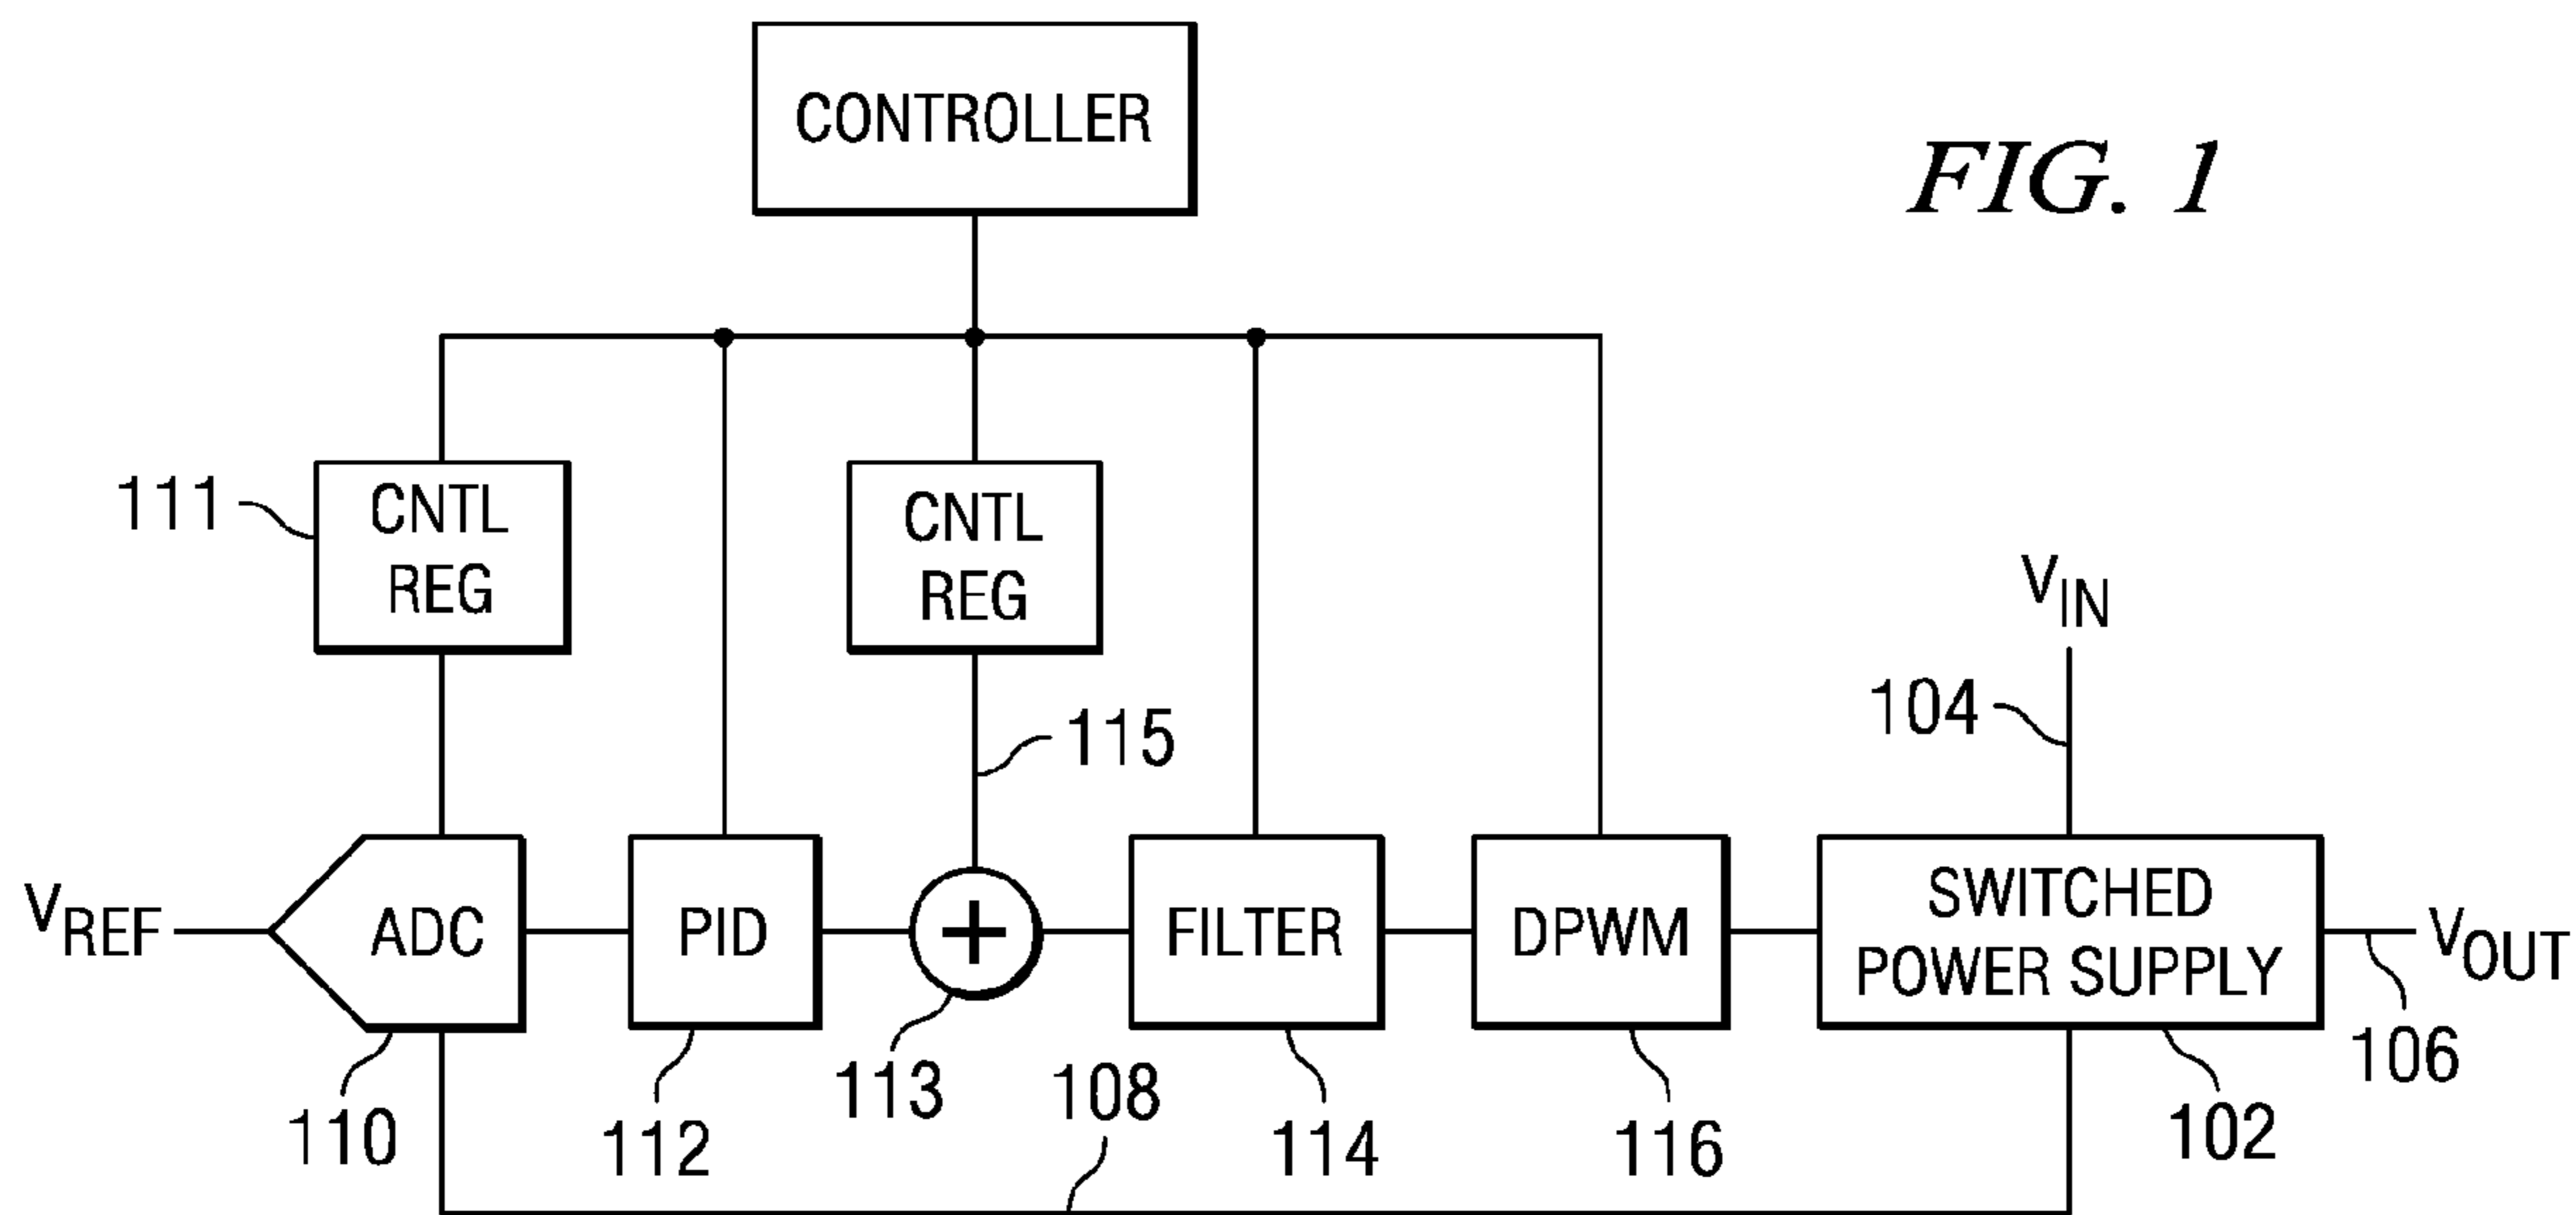 CONTROLLER
FIG. 1
111
CNTL
REG
CNTL
REG
115
VIN
104
VREF
ADC
PID
+
FILTER
DPWM
SWITCHED
POWER SUPPLY
VOUT
110
112
113
108
114
116
102
106